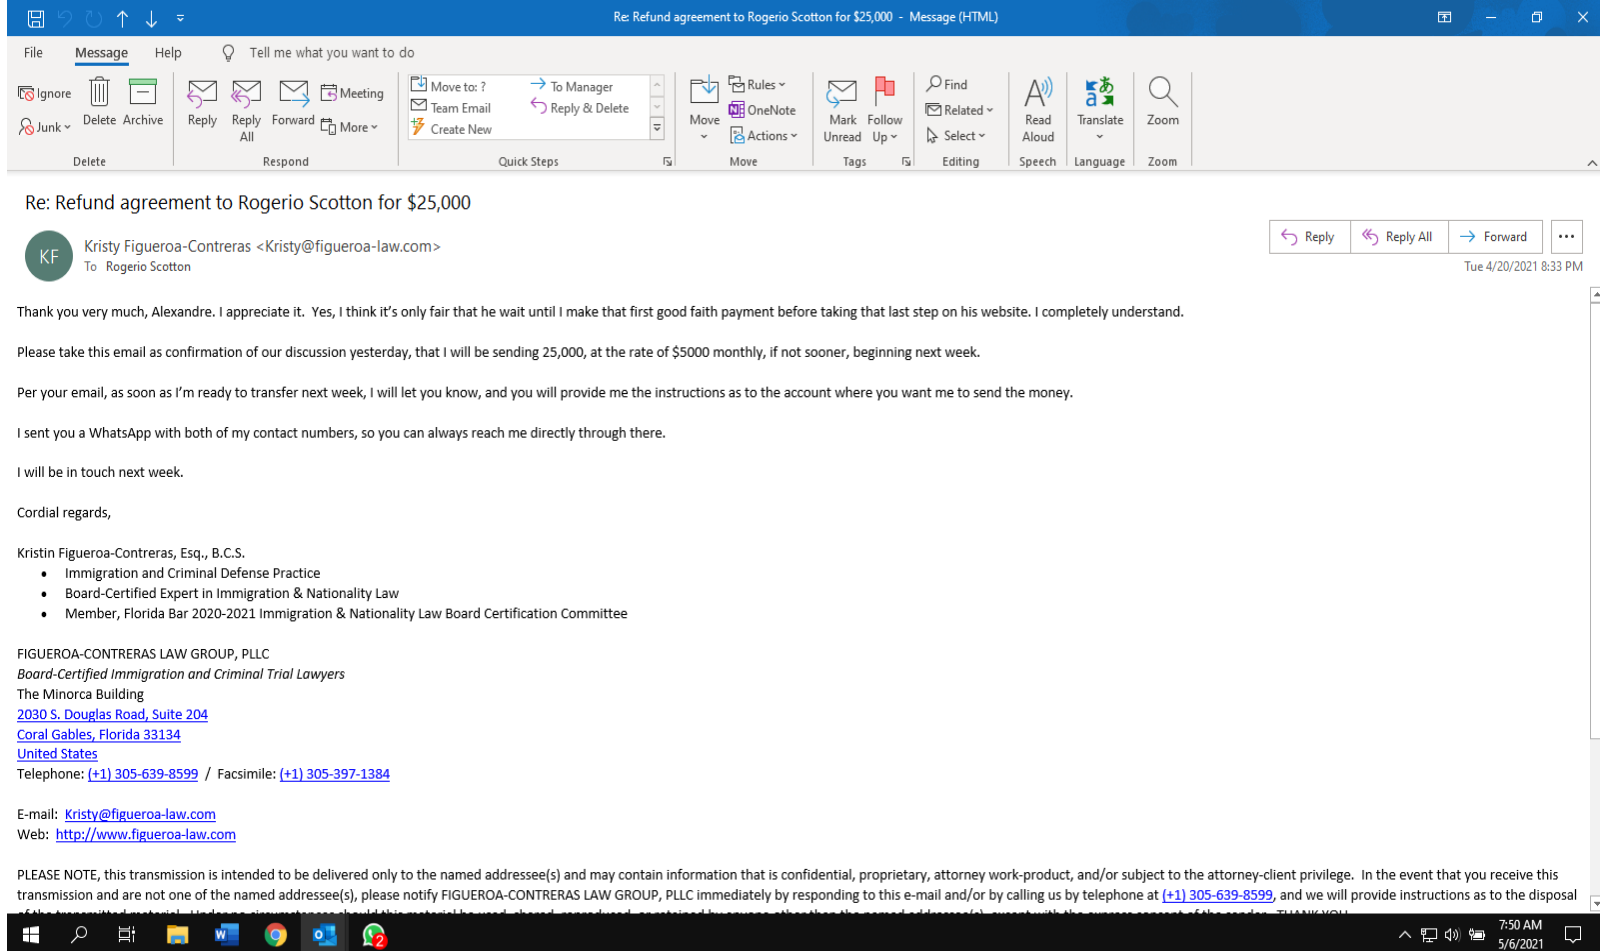 Re: Refund agreement to Rogerio Scotton for $25,000 - Message (HTML)
File Message Help Tell me what you want to do
Ignore
Junk
Delete
Archive
Delete
Reply
Reply All
Forward
Meeting
More
Respond
Move to: ?
To Manager
Team Email
Reply & Delete
Create New
Quick Steps
Move
Rules
OneNote
Actions
Move
Mark Unread
Follow Up
Tags
Find
Related
Select
Editing
Read Aloud
Speech
Translate
Language
Zoom
Zoom
Re: Refund agreement to Rogerio Scotton for $25,000
KF
Kristy Figueroa-Contreras <Kristy@figueroa-law.com>
To Rogerio Scotton
Reply
Reply All
Forward
Tue 4/20/2021 8:33 PM
Thank you very much, Alexandre. I appreciate it. Yes, I think it's only fair that he wait until I make that first good faith payment before taking that last step on his website. I completely understand.
Please take this email as confirmation of our discussion yesterday, that I will be sending 25,000, at the rate of $5000 monthly, if not sooner, beginning next week.
Per your email, as soon as I'm ready to transfer next week, I will let you know, and you will provide me the instructions as to the account where you want me to send the money.
I sent you a WhatsApp with both of my contact numbers, so you can always reach me directly through there.
I will be in touch next week.
Cordial regards,
Kristin Figueroa-Contreras, Esq., B.C.S.
• Immigration and Criminal Defense Practice
• Board-Certified Expert in Immigration & Nationality Law
• Member, Florida Bar 2020-2021 Immigration & Nationality Law Board Certification Committee
FIGUEROA-CONTRERAS LAW GROUP, PLLC
Board-Certified Immigration and Criminal Trial Lawyers
The Minorca Building
2030 S. Douglas Road, Suite 204
Coral Gables, Florida 33134
United States
Telephone: (+1) 305-639-8599 / Facsimile: (+1) 305-397-1384
E-mail: Kristy@figueroa-law.com
Web: http://www.figueroa-law.com
PLEASE NOTE, this transmission is intended to be delivered only to the named addressee(s) and may contain information that is confidential, proprietary, attorney work-product, and/or subject to the attorney-client privilege. In the event that you receive this
transmission and are not one of the named addressee(s), please notify FIGUEROA-CONTRERAS LAW GROUP, PLLC immediately by responding to this e-mail and/or by calling us by telephone at (+1) 305-639-8599, and we will provide instructions as to the disposal
2
7:50 AM
5/6/2021